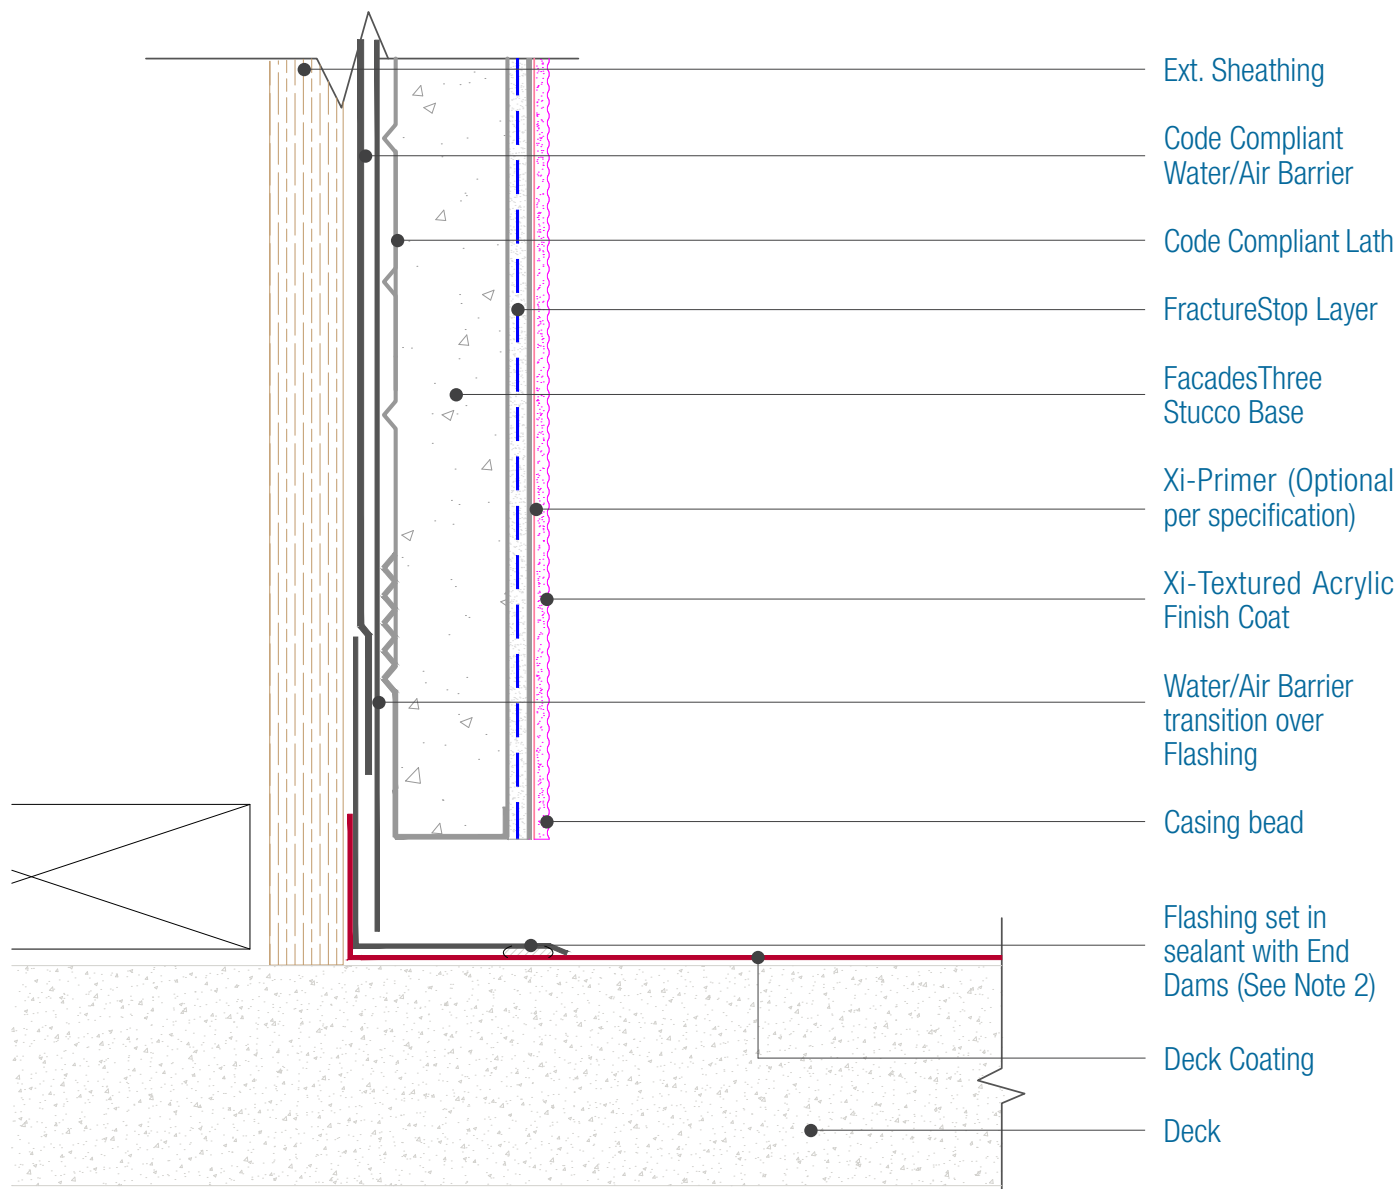 Ext. Sheathing
Code Compliant
Water/Air Barrier
Code Compliant Lath
FractureStop Layer
FacadesThree
Stucco Base
Xi-Primer (Optional
per specification)
Xi-Textured Acrylic
Finish Coat
Water/Air Barrier
transition over
Flashing
Casing bead
Flashing set in
sealant with End
Dams (See Note 2)
Deck Coating
Deck